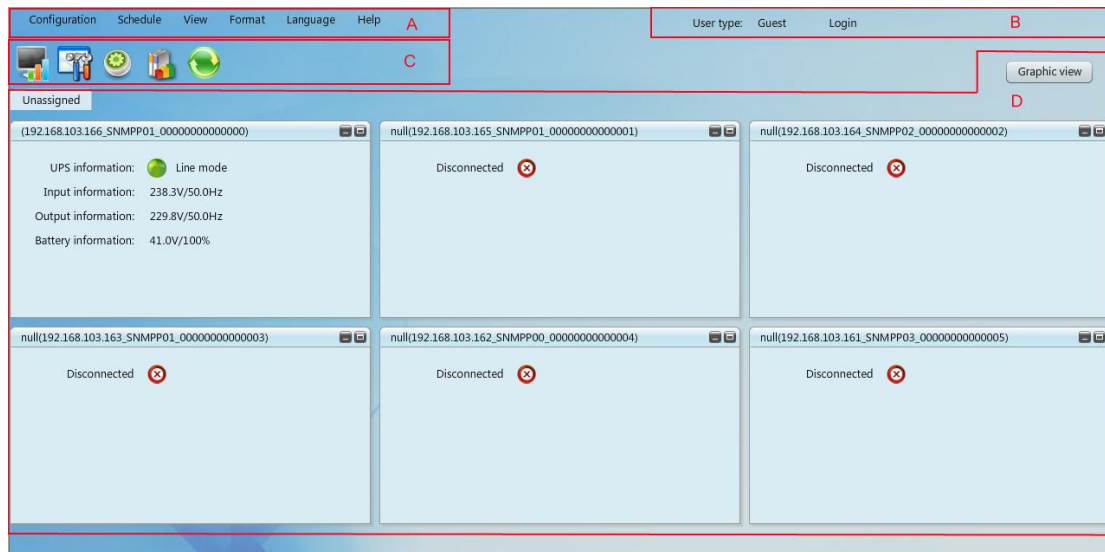 Configuration Schedule View Format Language Help A
User type: Guest Login B
C
Graphic view
D
Unassigned
(192.168.103.166_SNMPP01_00000000000000)
UPS information: Line mode
Input information: 238.3V/50.0Hz
Output information: 229.8V/50.0Hz
Battery information: 41.0V/100%
null(192.168.103.165_SNMPP01_00000000000001)
Disconnected
null(192.168.103.164_SNMPP02_00000000000002)
Disconnected
null(192.168.103.163_SNMPP01_00000000000003)
Disconnected
null(192.168.103.162_SNMPP00_00000000000004)
Disconnected
null(192.168.103.161_SNMPP03_00000000000005)
Disconnected